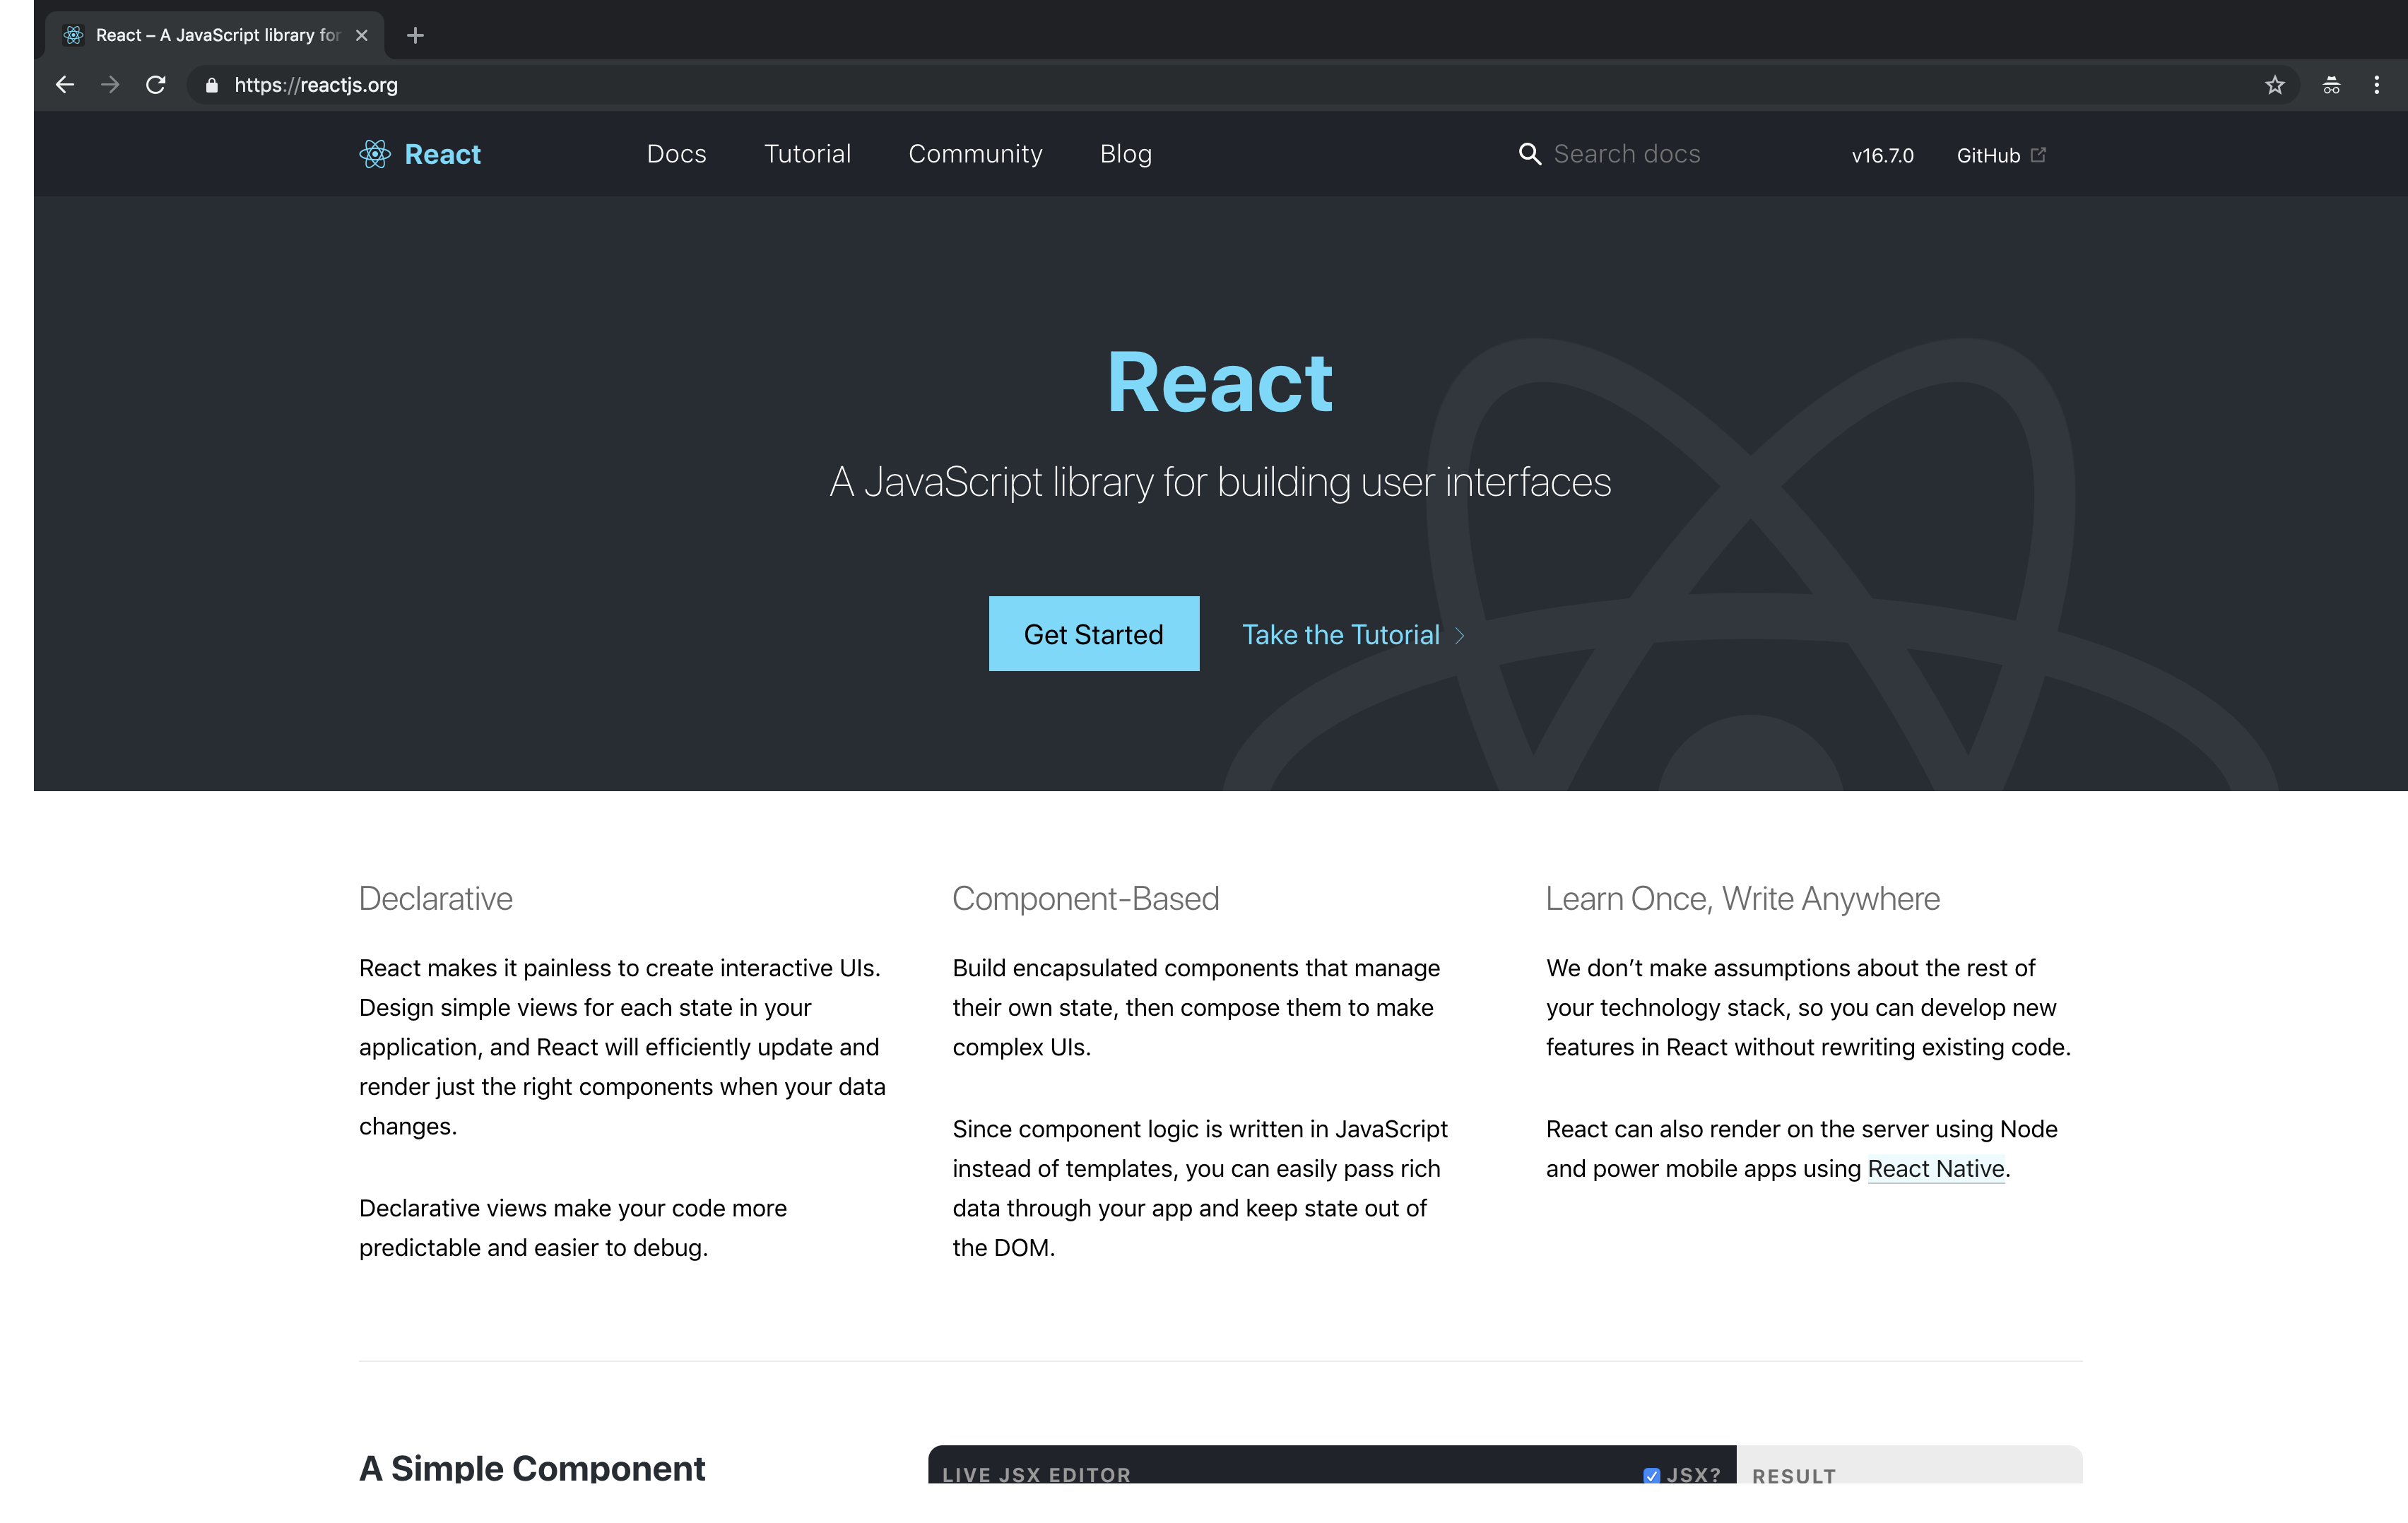 React – A JavaScript library for
https://reactjs.org
React Docs Tutorial Community Blog Search docs v16.7.0 GitHub
React
A JavaScript library for building user interfaces
Get Started Take the Tutorial
Declarative
React makes it painless to create interactive UIs.
Design simple views for each state in your
application, and React will efficiently update and
render just the right components when your data
changes.
Declarative views make your code more
predictable and easier to debug.
Component-Based
Build encapsulated components that manage
their own state, then compose them to make
complex UIs.
Since component logic is written in JavaScript
instead of templates, you can easily pass rich
data through your app and keep state out of
the DOM.
Learn Once, Write Anywhere
We don’t make assumptions about the rest of
your technology stack, so you can develop new
features in React without rewriting existing code.
React can also render on the server using Node
and power mobile apps using React Native.
A Simple Component
LIVE JSX EDITOR JSX? RESULT